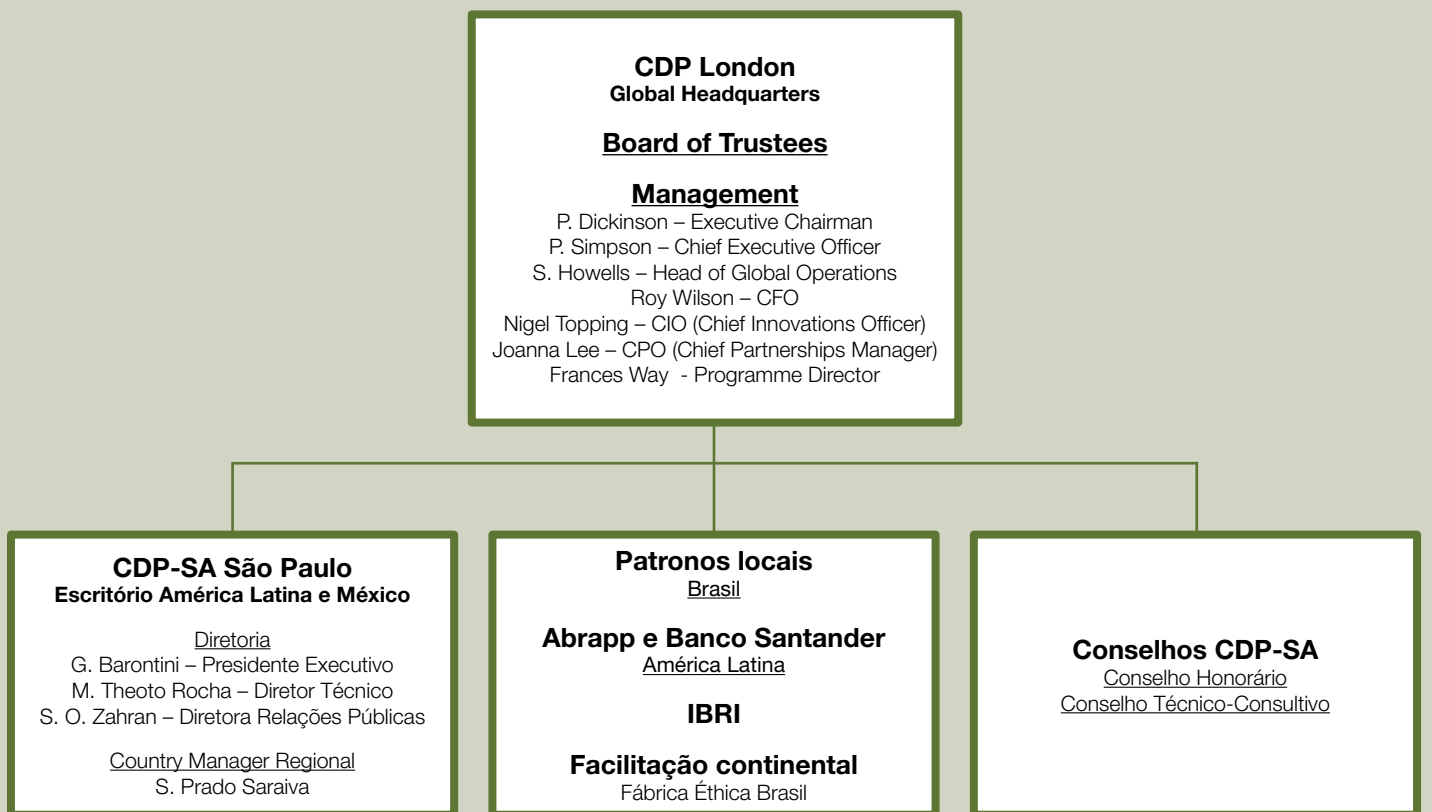 CDP London
Global Headquarters
Board of Trustees
Management
P. Dickinson – Executive Chairman
P. Simpson – Chief Executive Officer
S. Howells – Head of Global Operations
Roy Wilson – CFO
Nigel Topping – CIO (Chief Innovations Officer)
Joanna Lee – CPO (Chief Partnerships Manager)
Frances Way - Programme Director
CDP-SA São Paulo
Escritório América Latina e México
Diretoria
G. Barontini – Presidente Executivo
M. Theoto Rocha – Diretor Técnico
S. O. Zahran – Diretora Relações Públicas
Country Manager Regional
S. Prado Saraiva
Patronos locais
Brasil
Abrapp e Banco Santander
América Latina
IBRI
Facilitação continental
Fábrica Éthica Brasil
Conselhos CDP-SA
Conselho Honorário
Conselho Técnico-Consultivo